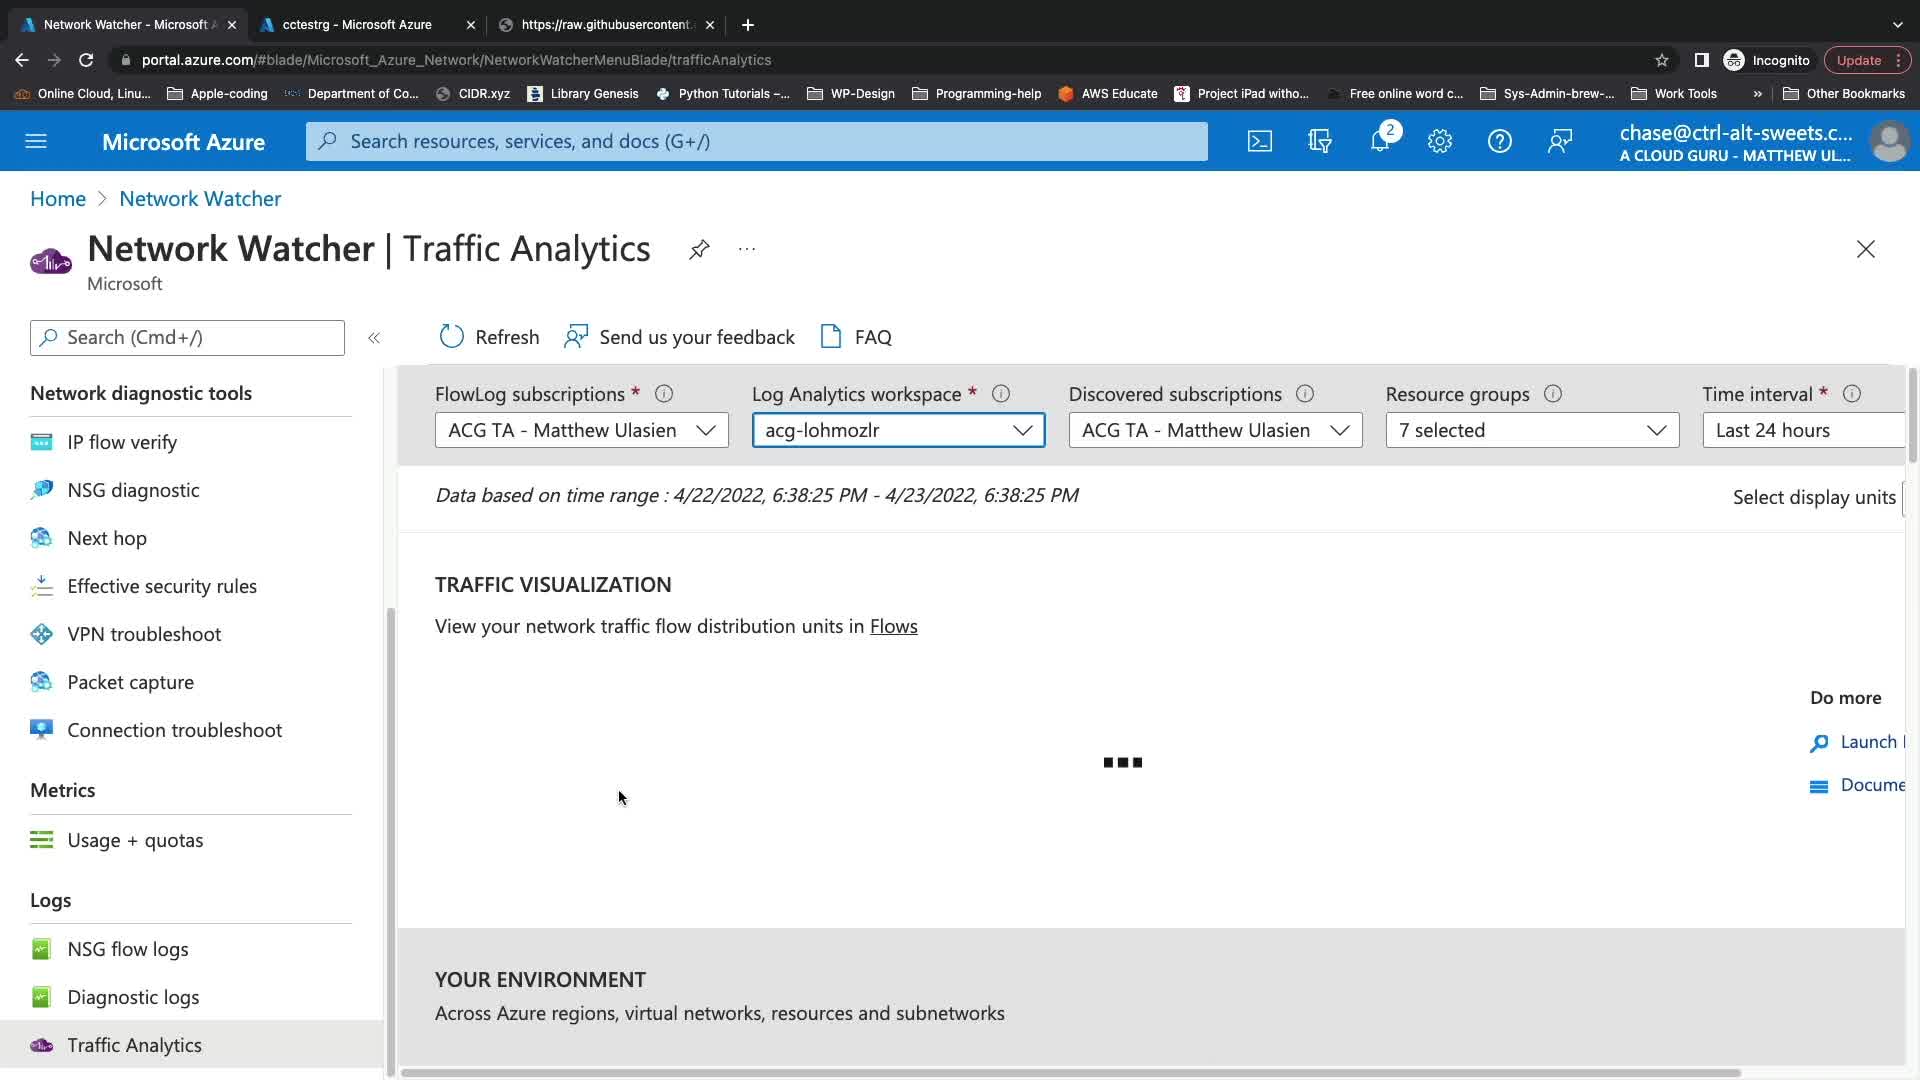 Network Watcher - Microsoft A
cctestrg - Microsoft Azure
https://raw.githubusercontent.
portal.azure.com/#blade/Microsoft_Azure_Network/NetworkWatcherMenuBlade/trafficAnalytics
Incognito
Update
Online Cloud, Linu...
Apple-coding
Department of Co...
CIDR.xyz
Library Genesis
Python Tutorials –...
WP-Design
Programming-help
AWS Educate
Project iPad witho...
Free online word c...
Sys-Admin-brew-...
Work Tools
»
Other Bookmarks
Microsoft Azure
Search resources, services, and docs (G+/)
2
chase@ctrl-alt-sweets.c...
A CLOUD GURU - MATTHEW UL...
Home > Network Watcher
Network Watcher | Traffic Analytics
...
Microsoft
Search (Cmd+/)
«
Refresh
Send us your feedback
FAQ
Network diagnostic tools
IP flow verify
NSG diagnostic
Next hop
Effective security rules
VPN troubleshoot
Packet capture
Connection troubleshoot
Metrics
Usage + quotas
Logs
NSG flow logs
Diagnostic logs
Traffic Analytics
FlowLog subscriptions *
Log Analytics workspace *
Discovered subscriptions
Resource groups
Time interval *
ACG TA - Matthew Ulasien
acg-lohmozlr
ACG TA - Matthew Ulasien
7 selected
Last 24 hours
Data based on time range : 4/22/2022, 6:38:25 PM - 4/23/2022, 6:38:25 PM
Select display units
TRAFFIC VISUALIZATION
View your network traffic flow distribution units in Flows
Do more
Launch
Docume
YOUR ENVIRONMENT
Across Azure regions, virtual networks, resources and subnetworks